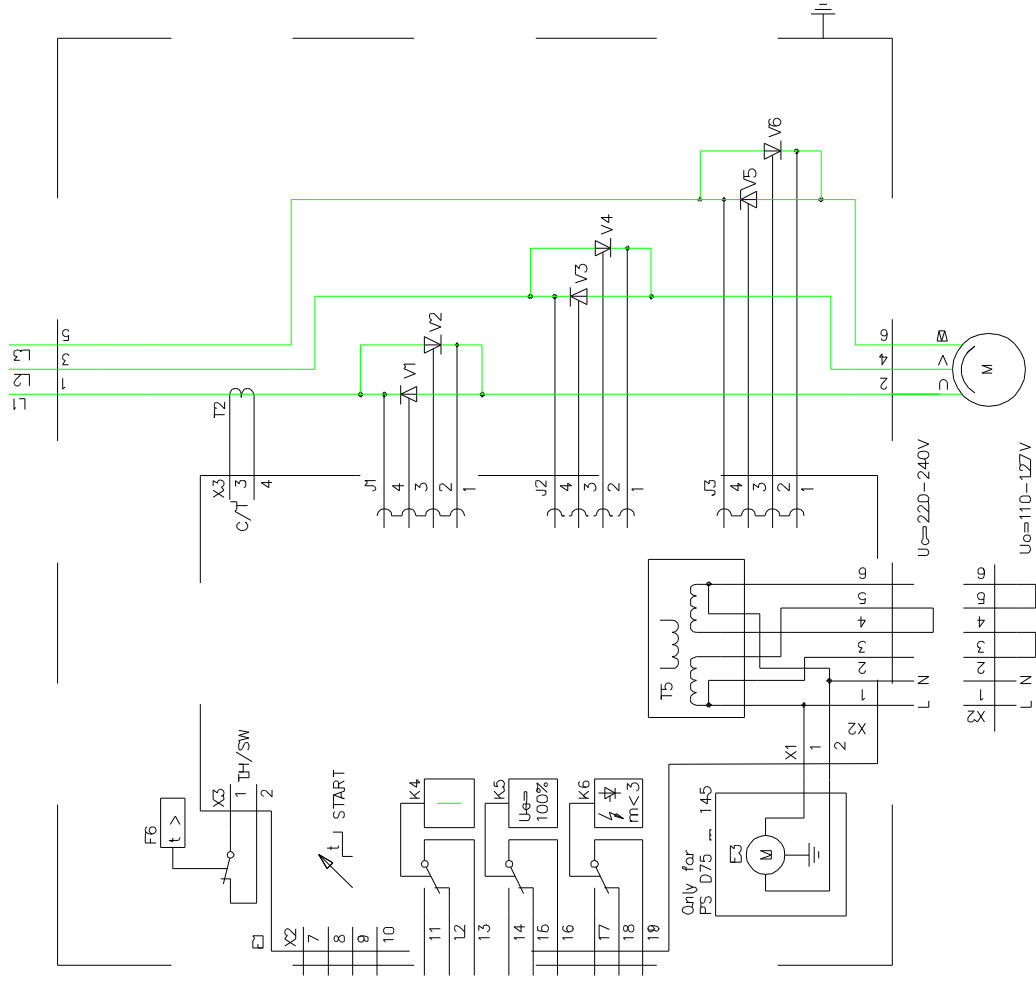 L3
L2
L1
5
3
1
T2
X3
3
4
C/T
V1
V2
V3
V4
V5
V6
J1
4
3
2
1
J2
4
3
2
1
J3
4
3
2
1
6
4
2
W
V
U
M
Uc=220-240V
Uo=110-127V
T5
6
5
4
3
2
1
X2
N
L
6
5
4
3
2
1
X2
N
L
X1
1
2
F6
t >
X3
1
TH/SW
2
t
START
K4
K5
Ue=
100%
K6
m<3
E1
X2
7
8
9
10
11
12
13
14
15
16
17
18
19
Only for
PS D75 — 145
E3
M